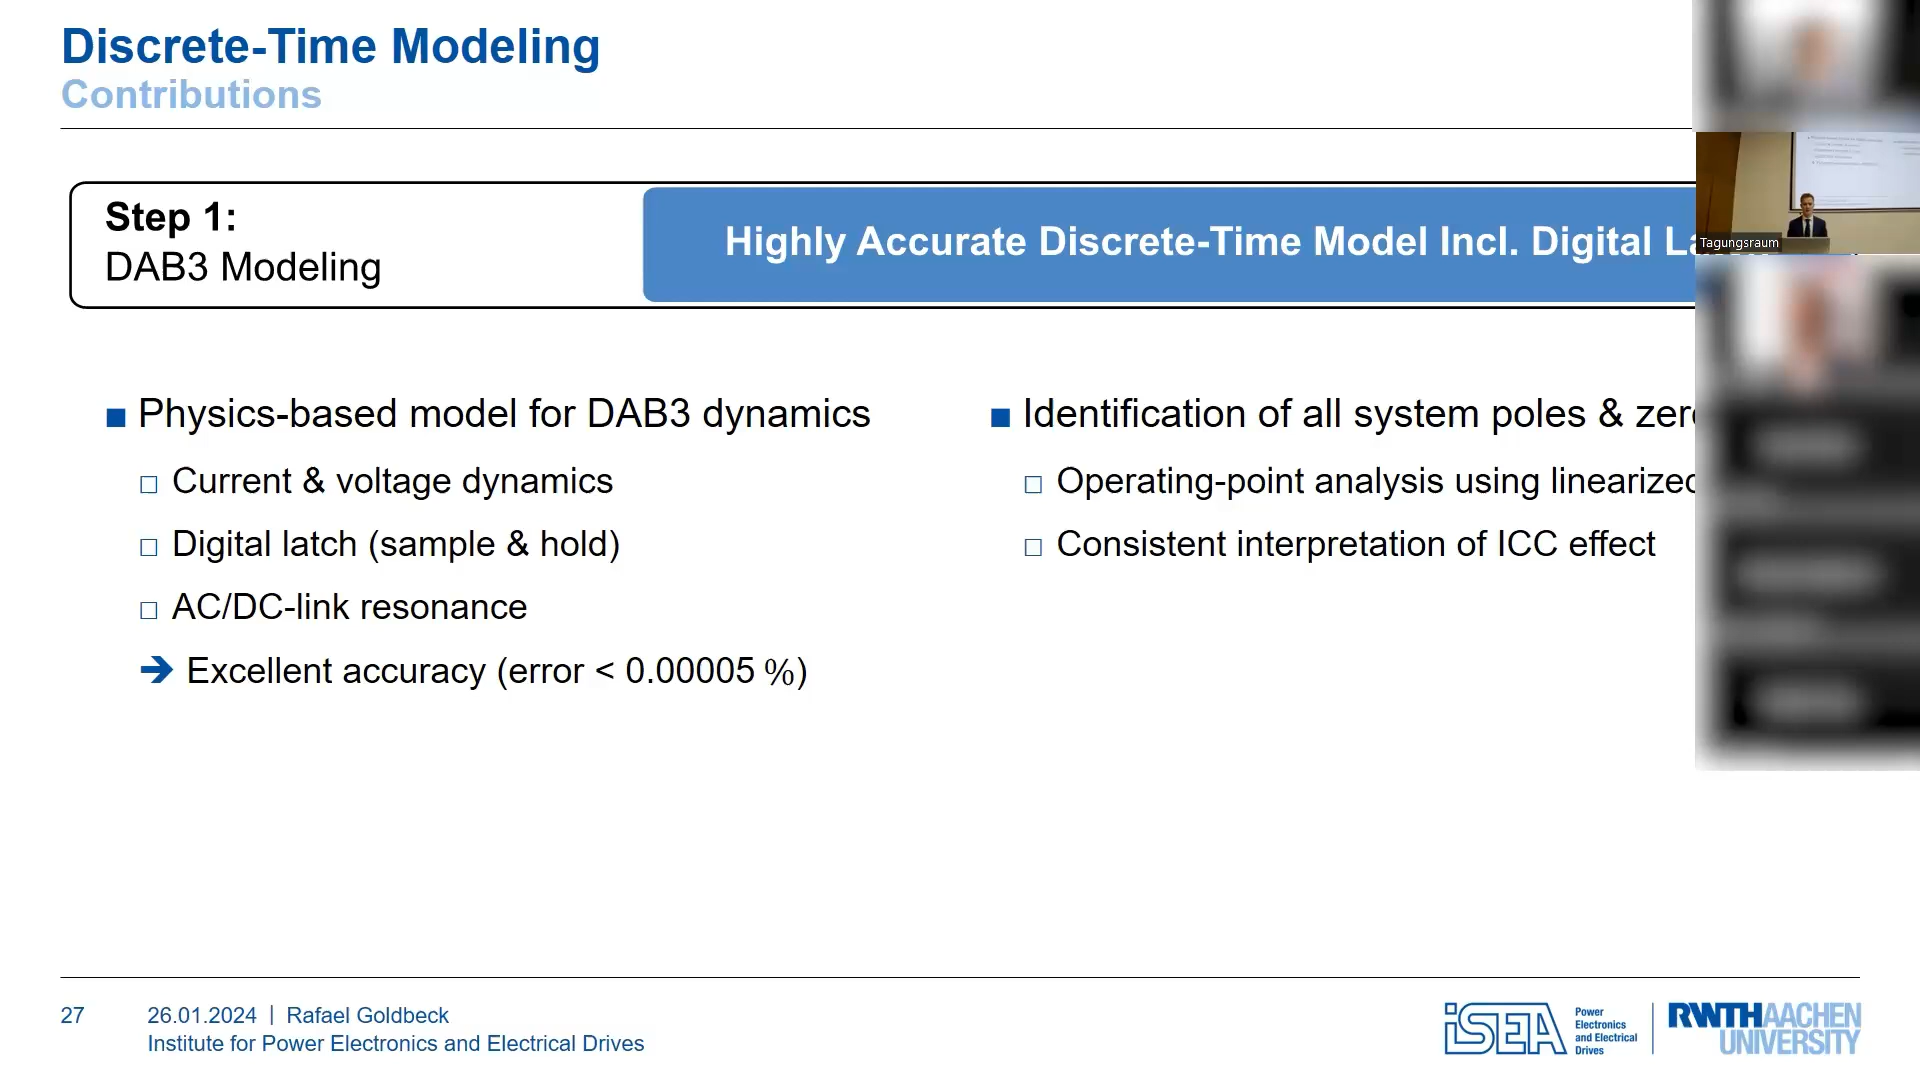 Discrete-Time Modeling
Contributions
Step 1:
DAB3 Modeling
Highly Accurate Discrete-Time Model Incl. Digital
Tagungsraum
■ Physics-based model for DAB3 dynamics
□ Current & voltage dynamics
□ Digital latch (sample & hold)
□ AC/DC-link resonance
➔ Excellent accuracy (error < 0.00005 %)
■ Identification of all system poles &
□ Operating-point analysis using
□ Consistent interpretation of ICC effect
27
26.01.2024 | Rafael Goldbeck
Institute for Power Electronics and Electrical Drives
iSEA
Power
Electronics
and Electrical
Drives
RWTHAACHEN
UNIVERSITY